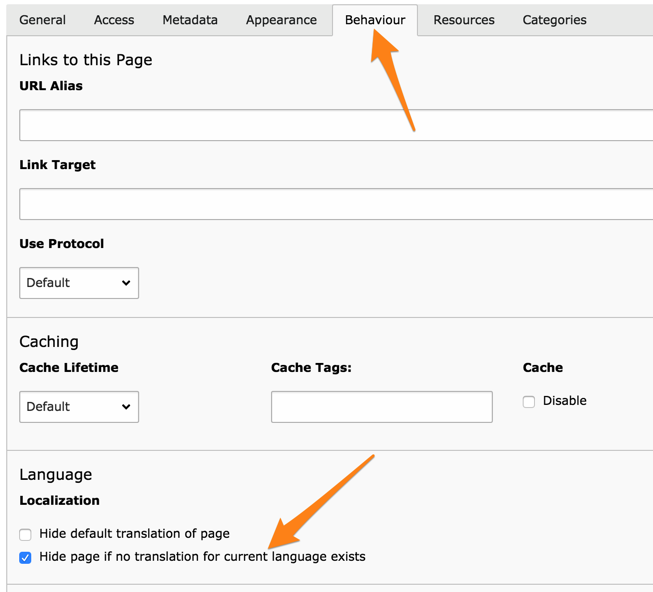 General Access Metadata Appearance Behaviour Resources Categories
Links to this Page
URL Alias
Link Target
Use Protocol
Default
Caching
Cache Lifetime Cache Tags: Cache
Default Disable
Language
Localization
Hide default translation of page
Hide page if no translation for current language exists